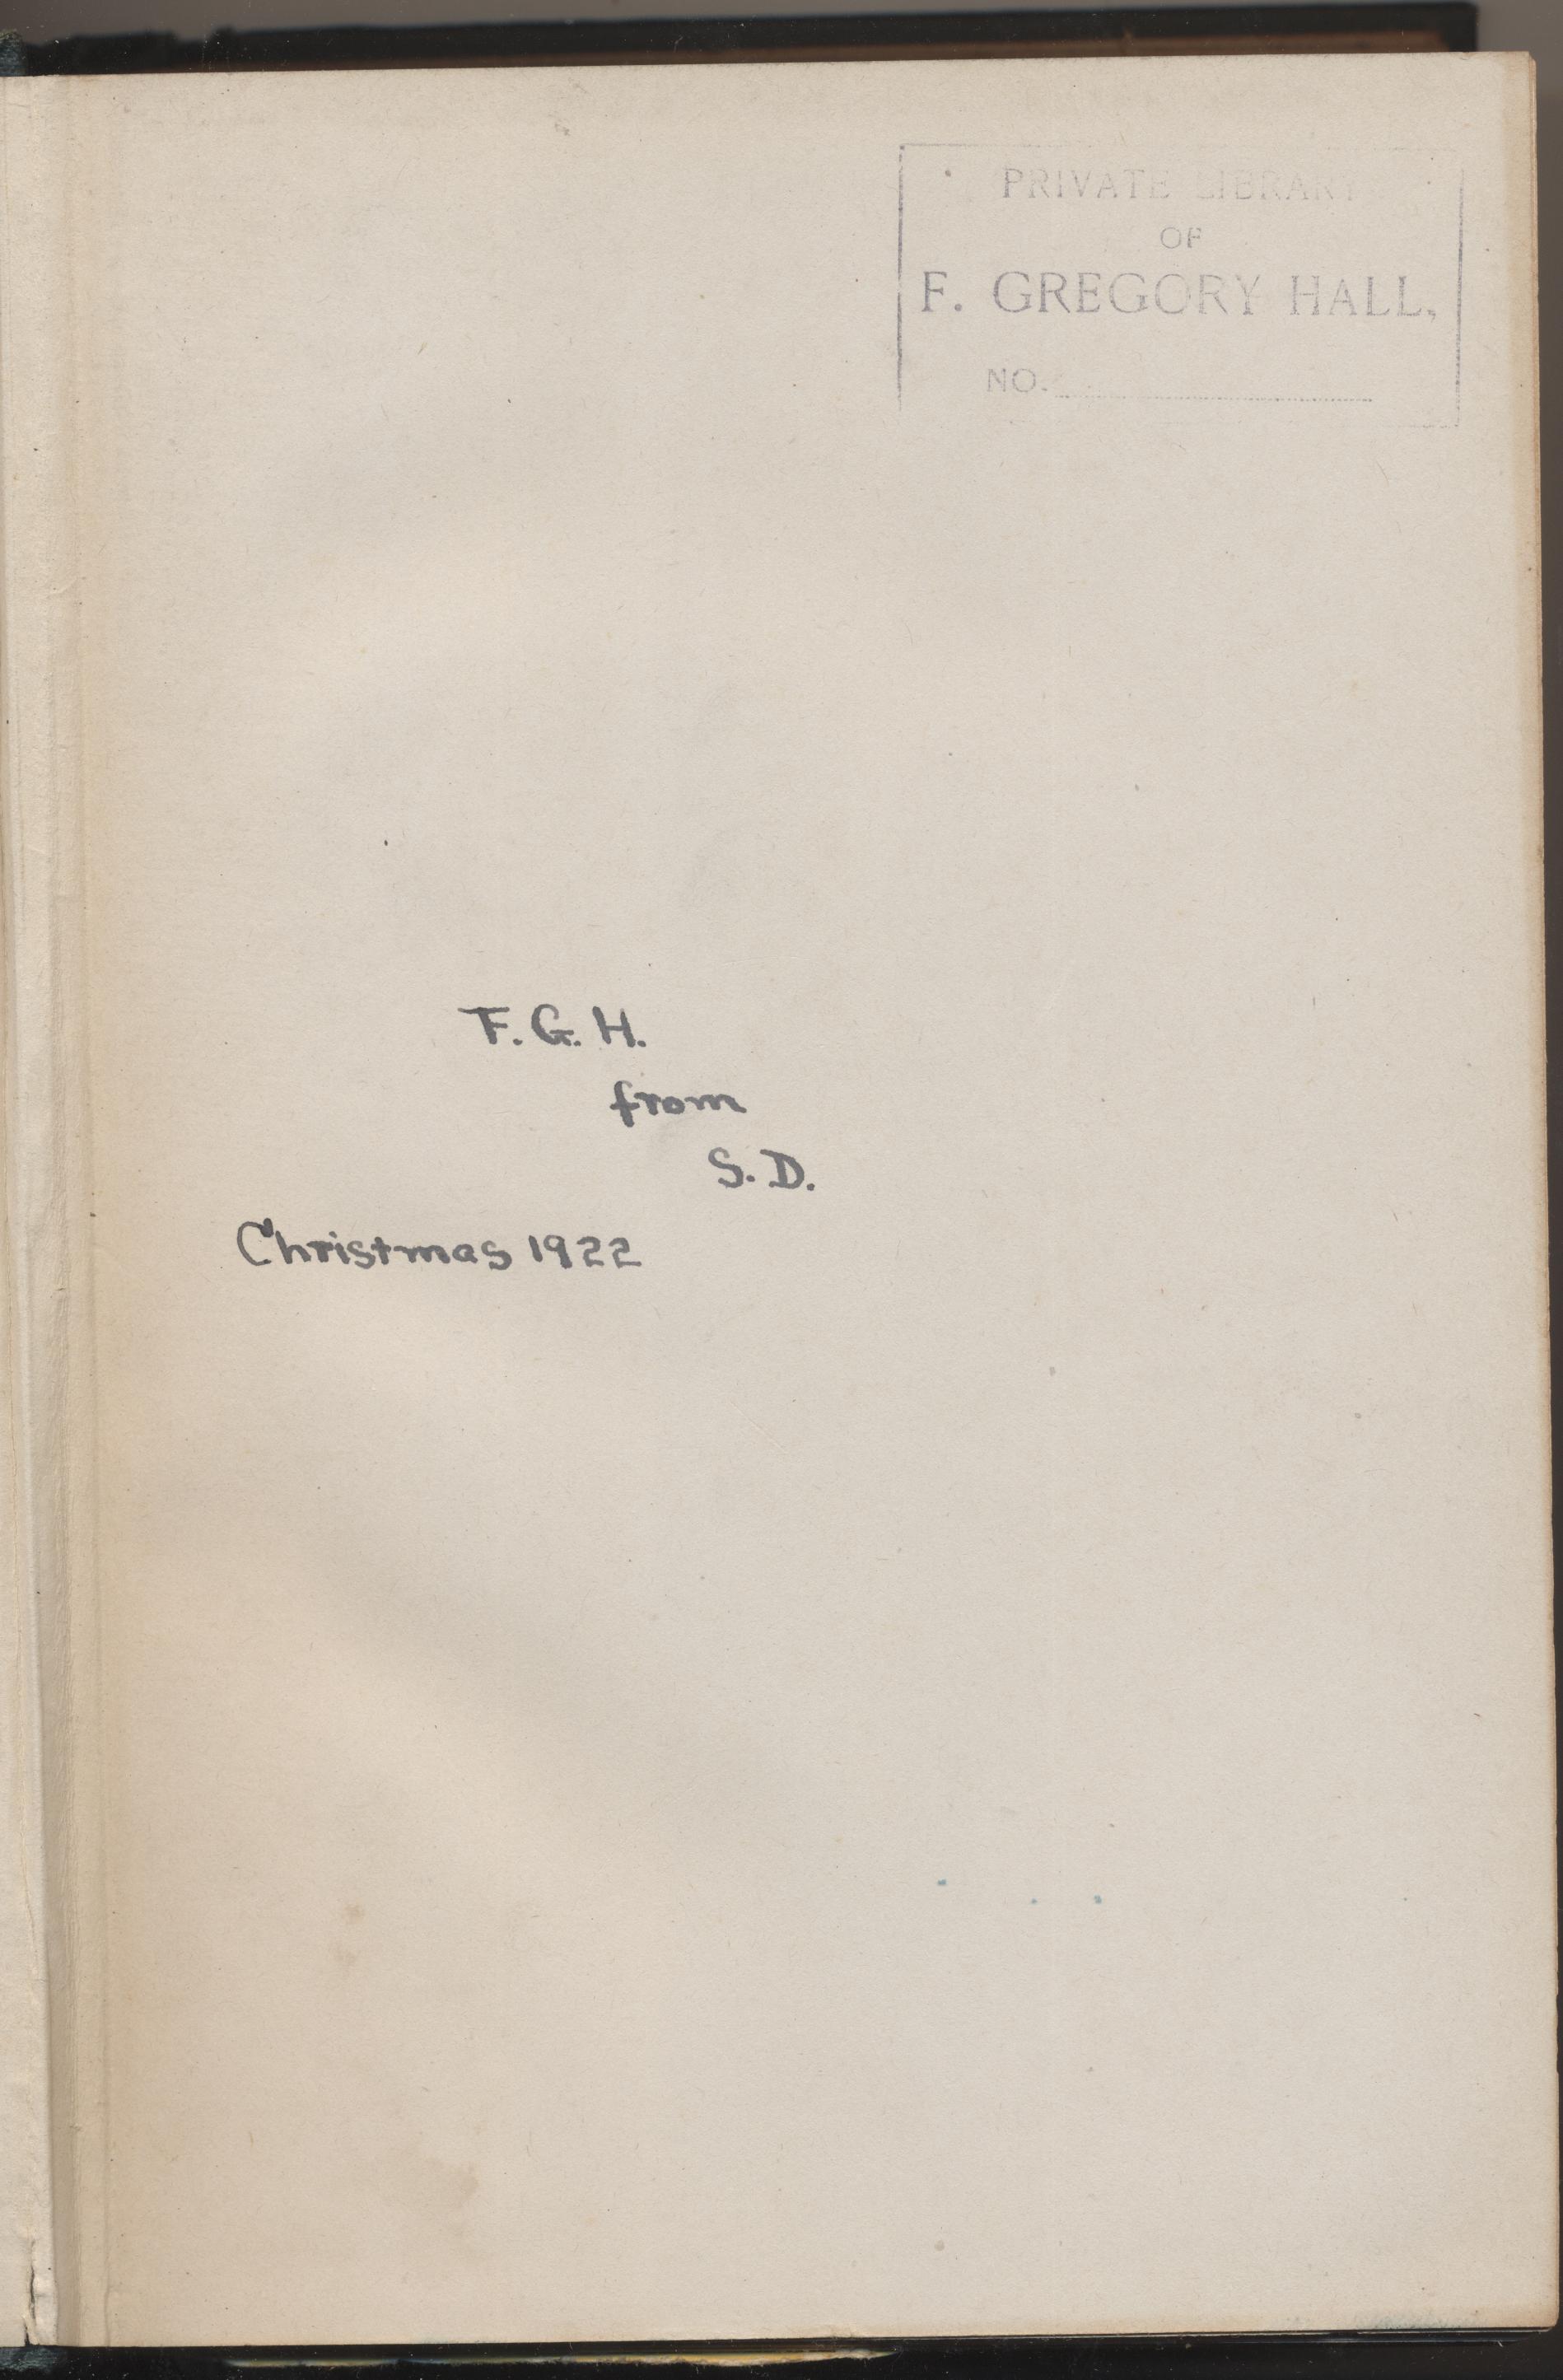 PRIVATE LIBRARY
OF
F. GREGORY HALL,
NO.
F. G. H.
from
S. D.
Christmas 1922